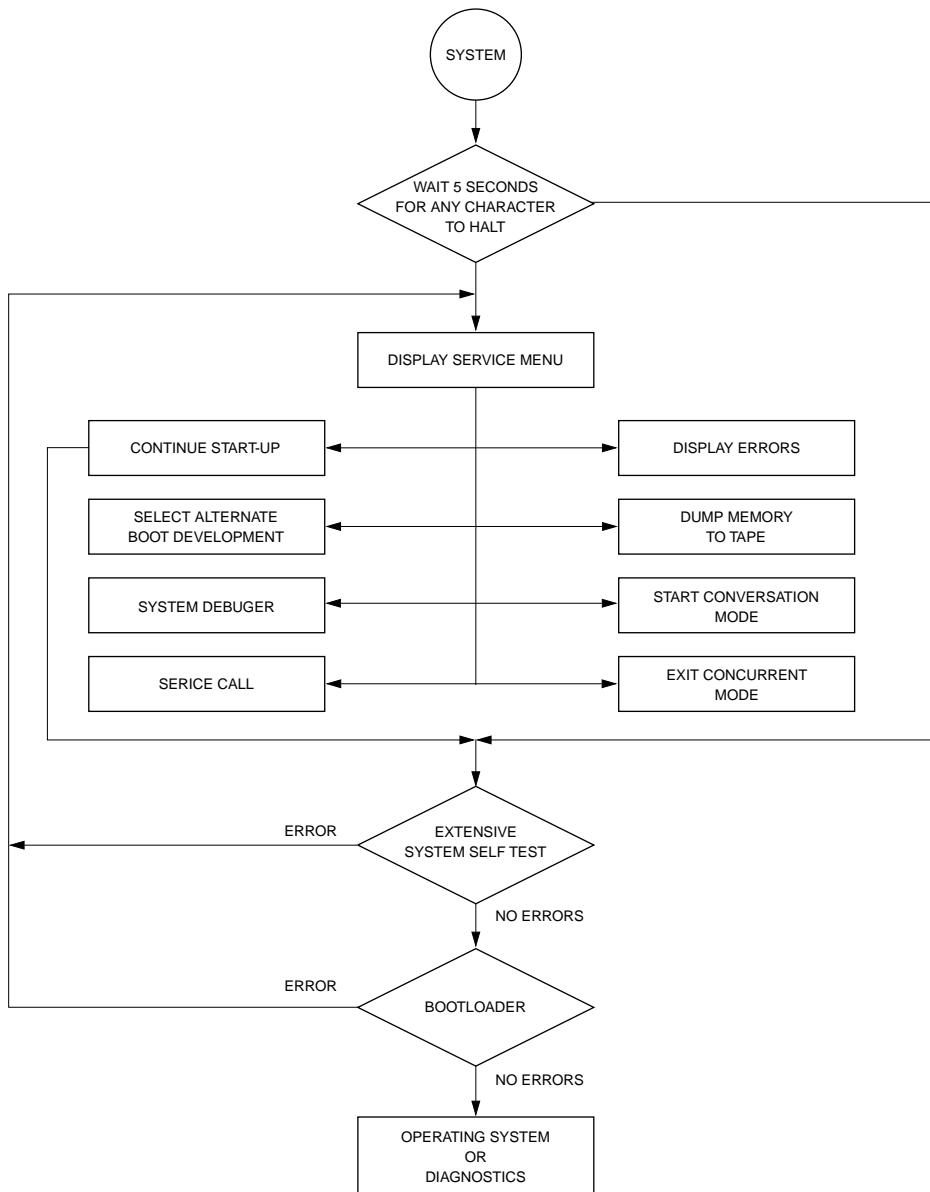 SYSTEM
WAIT 5 SECONDS
FOR ANY CHARACTER
TO HALT
DISPLAY SERVICE MENU
CONTINUE START-UP
DISPLAY ERRORS
SELECT ALTERNATE
BOOT DEVELOPMENT
DUMP MEMORY
TO TAPE
SYSTEM DEBUGER
START CONVERSATION
MODE
SERICE CALL
EXIT CONCURRENT
MODE
ERROR
EXTENSIVE
SYSTEM SELF TEST
NO ERRORS
ERROR
BOOTLOADER
NO ERRORS
OPERATING SYSTEM
OR
DIAGNOSTICS